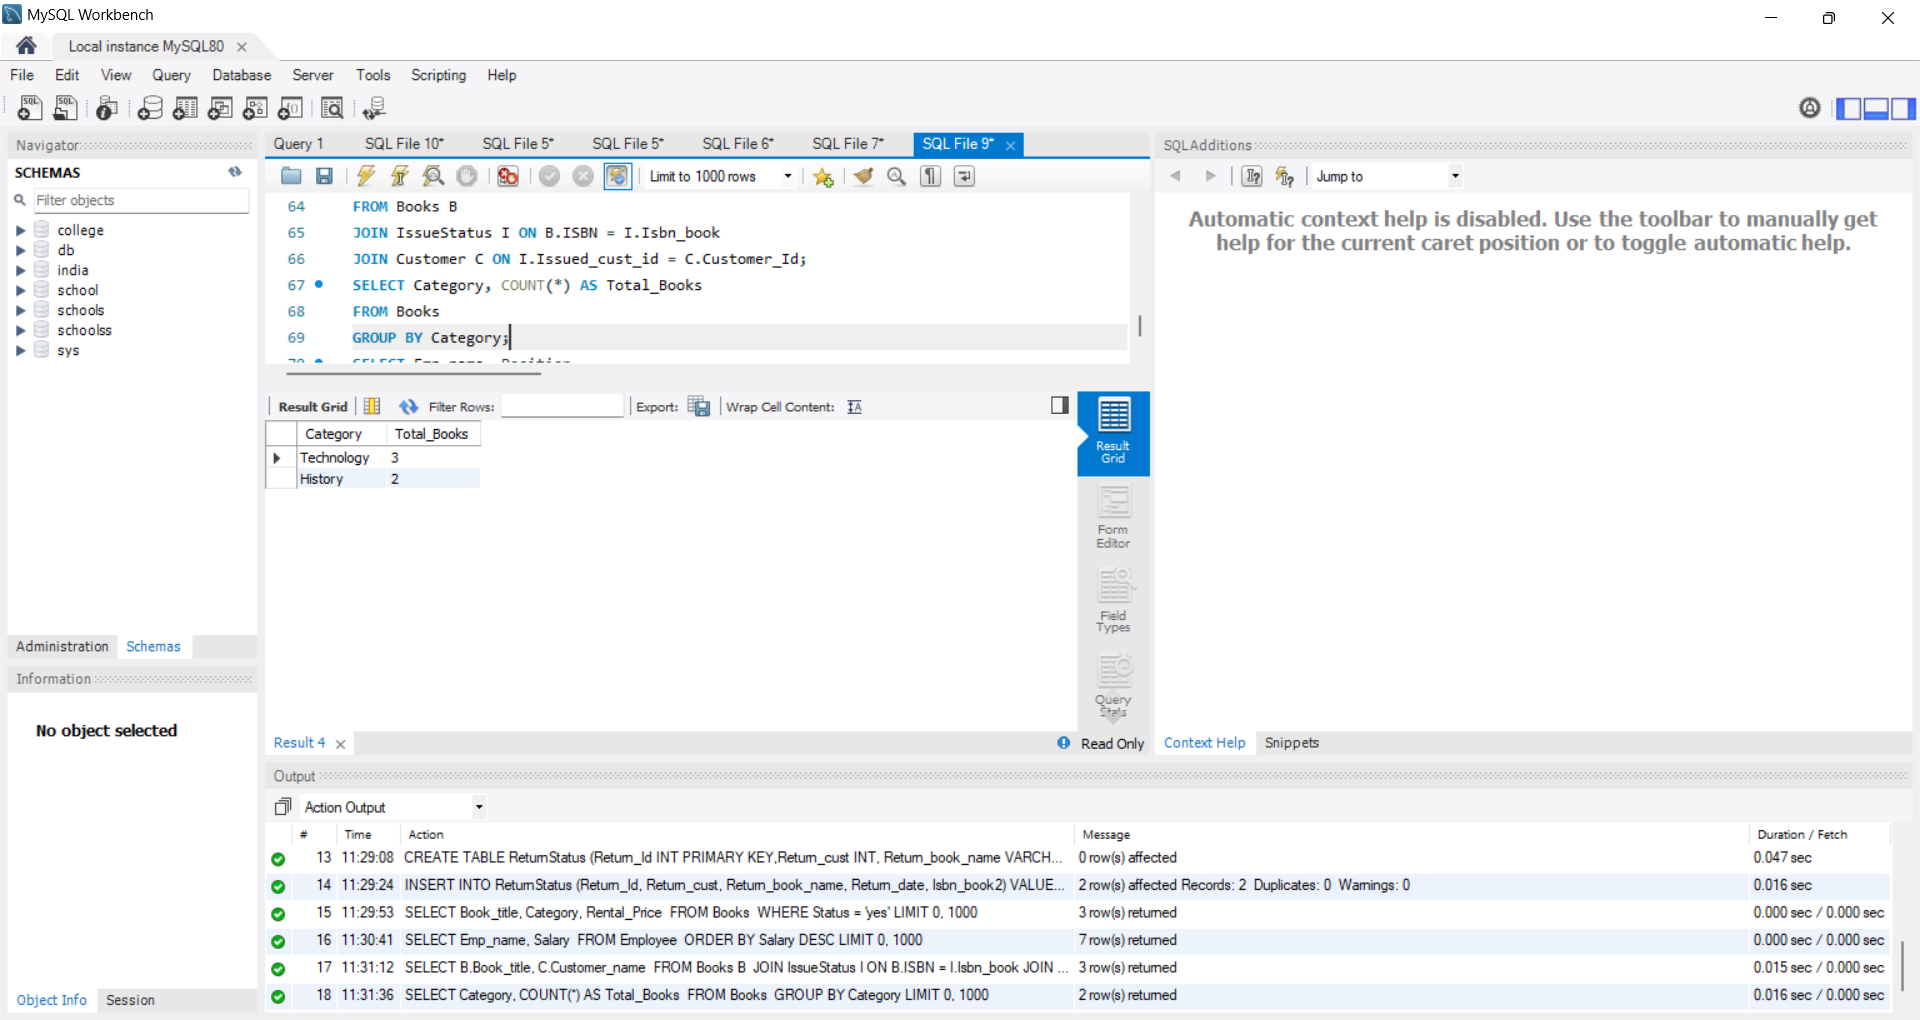 MySQL Workbench
Local instance MySQL80
File Edit View Query Database Server Tools Scripting Help
Navigator
SCHEMAS
Filter objects
college
db
india
school
schools
schoolss
sys
Administration Schemas
Information
No object selected
Object Info Session
Query 1 SQL File 10* SQL File 5* SQL File 5* SQL File 6* SQL File 7* SQL File 9*
Limit to 1000 rows
64 FROM Books B
65 JOIN IssueStatus I ON B.ISBN = I.Isbn_book
66 JOIN Customer C ON I.Issued_cust_id = C.Customer_Id;
67 SELECT Category, COUNT(*) AS Total_Books
68 FROM Books
69 GROUP BY Category;
70 SELECT Emp_name, Position
Result Grid Filter Rows: Export: Wrap Cell Content:
Category Total_Books
Technology 3
History 2
Result Grid
Form Editor
Field Types
Query Stats
Result 4 Read Only
SQLAdditions
Jump to
Automatic context help is disabled. Use the toolbar to manually get
help for the current caret position or to toggle automatic help.
Context Help Snippets
Output
Action Output
# Time Action Message Duration / Fetch
13 11:29:08 CREATE TABLE ReturnStatus (Return_Id INT PRIMARY KEY,Return_cust INT, Return_book_name VARCH... 0 row(s) affected 0.047 sec
14 11:29:24 INSERT INTO ReturnStatus (Return_Id, Return_cust, Return_book_name, Return_date, Isbn_book2) VALUE... 2 row(s) affected Records: 2 Duplicates: 0 Warnings: 0 0.016 sec
15 11:29:53 SELECT Book_title, Category, Rental_Price FROM Books WHERE Status = 'yes' LIMIT 0, 1000 3 row(s) returned 0.000 sec / 0.000 sec
16 11:30:41 SELECT Emp_name, Salary FROM Employee ORDER BY Salary DESC LIMIT 0, 1000 7 row(s) returned 0.000 sec / 0.000 sec
17 11:31:12 SELECT B.Book_title, C.Customer_name FROM Books B JOIN IssueStatus I ON B.ISBN = I.Isbn_book JOIN ... 3 row(s) returned 0.015 sec / 0.000 sec
18 11:31:36 SELECT Category, COUNT(*) AS Total_Books FROM Books GROUP BY Category LIMIT 0, 1000 2 row(s) returned 0.016 sec / 0.000 sec